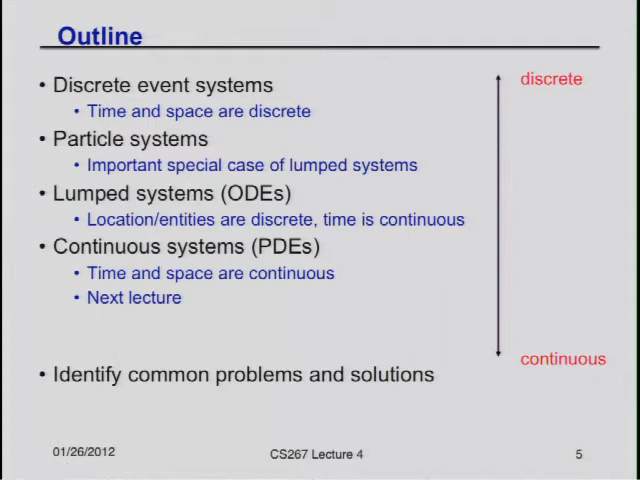 Outline
• Discrete event systems
• Time and space are discrete
• Particle systems
• Important special case of lumped systems
• Lumped systems (ODEs)
• Location/entities are discrete, time is continuous
• Continuous systems (PDEs)
• Time and space are continuous
• Next lecture
• Identify common problems and solutions
discrete
continuous
01/26/2012
CS267 Lecture 4
5